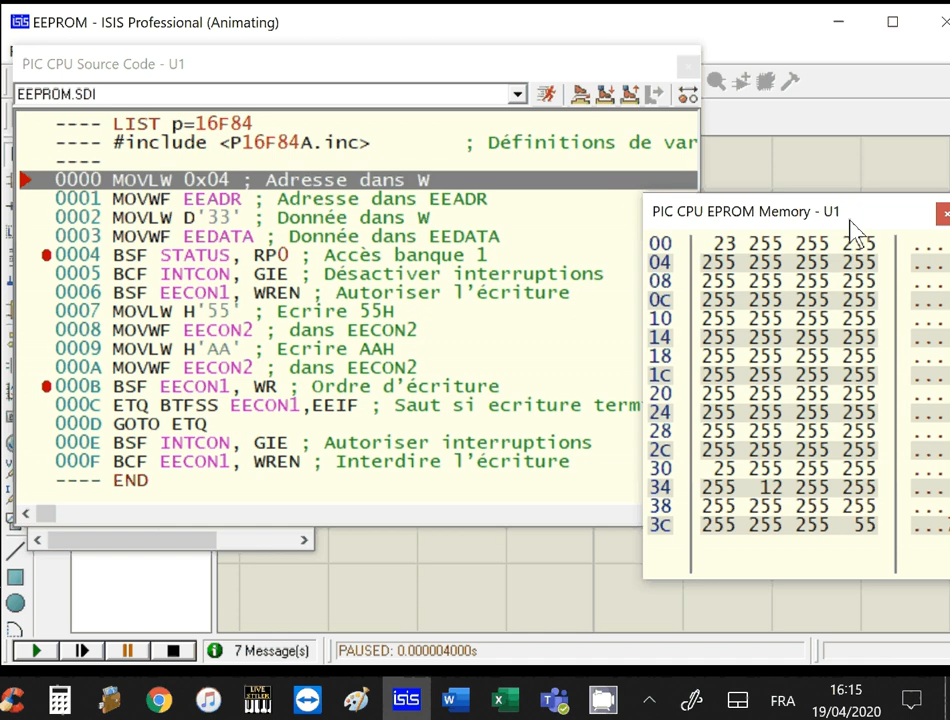 EEPROM - ISIS Professional (Animating)
PIC CPU Source Code - U1
EEPROM.SDI
---- LIST p=16F84
---- #include <P16F84A.inc> ; Définitions de var
----
0000 MOVLW 0x04 ; Adresse dans W
0001 MOVWF EEADR ; Adresse dans EEADR
0002 MOVLW D'33' ; Donnée dans W
0003 MOVWF EEDATA ; Donnée dans EEDATA
0004 BSF STATUS, RP0 ; Accès banque 1
0005 BCF INTCON, GIE ; Désactiver interruptions
0006 BSF EECON1, WREN ; Autoriser l'écriture
0007 MOVLW H'55' ; Ecrire 55H
0008 MOVWF EECON2 ; dans EECON2
0009 MOVLW H'AA' ; Ecrire AAH
000A MOVWF EECON2 ; dans EECON2
000B BSF EECON1, WR ; Ordre d'écriture
000C ETQ BTFSS EECON1,EEIF ; Saut si ecriture term
000D GOTO ETQ
000E BSF INTCON, GIE ; Autoriser interruptions
000F BCF EECON1, WREN ; Interdire l'écriture
---- END
PIC CPU EPROM Memory - U1
00 23 255 255 255 ...
04 255 255 255 255 ...
08 255 255 255 255 ...
0C 255 255 255 255 ...
10 255 255 255 255 ...
14 255 255 255 255 ...
18 255 255 255 255 ...
1C 255 255 255 255 ...
20 255 255 255 255 ...
24 255 255 255 255 ...
28 255 255 255 255 ...
2C 255 255 255 255 ...
30 25 255 255 255 ...
34 255 12 255 255 ...
38 255 255 255 255 ...
3C 255 255 255 55 ...
7 Message(s)
PAUSED: 0.000004000s
LIVE
STYLER
isis
FRA
16:15
19/04/2020